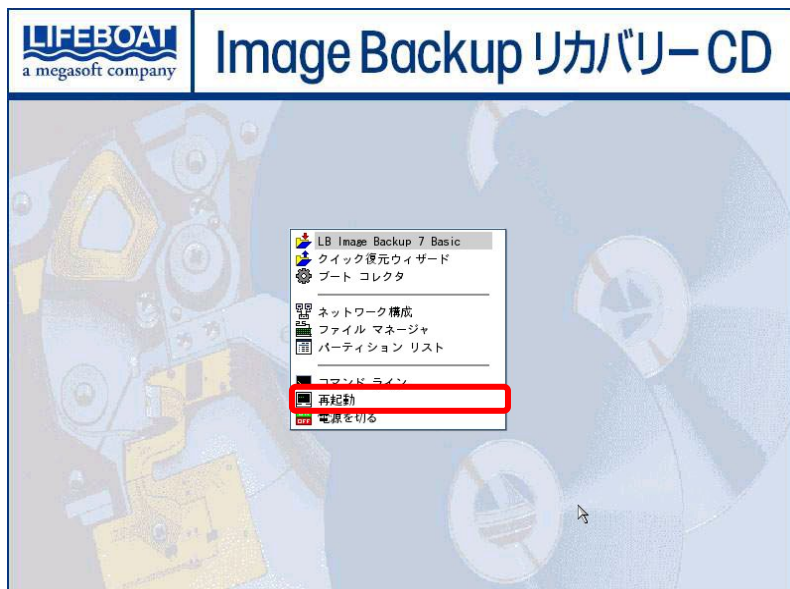 LIFEBOAT
a megasoft company
Image Backup リカバリーCD
LB Image Backup 7 Basic
クイック復元ウィザード
ブート コレクタ
ネットワーク構成
ファイル マネージャ
パーティション リスト
コマンド ライン
再起動
電源を切る